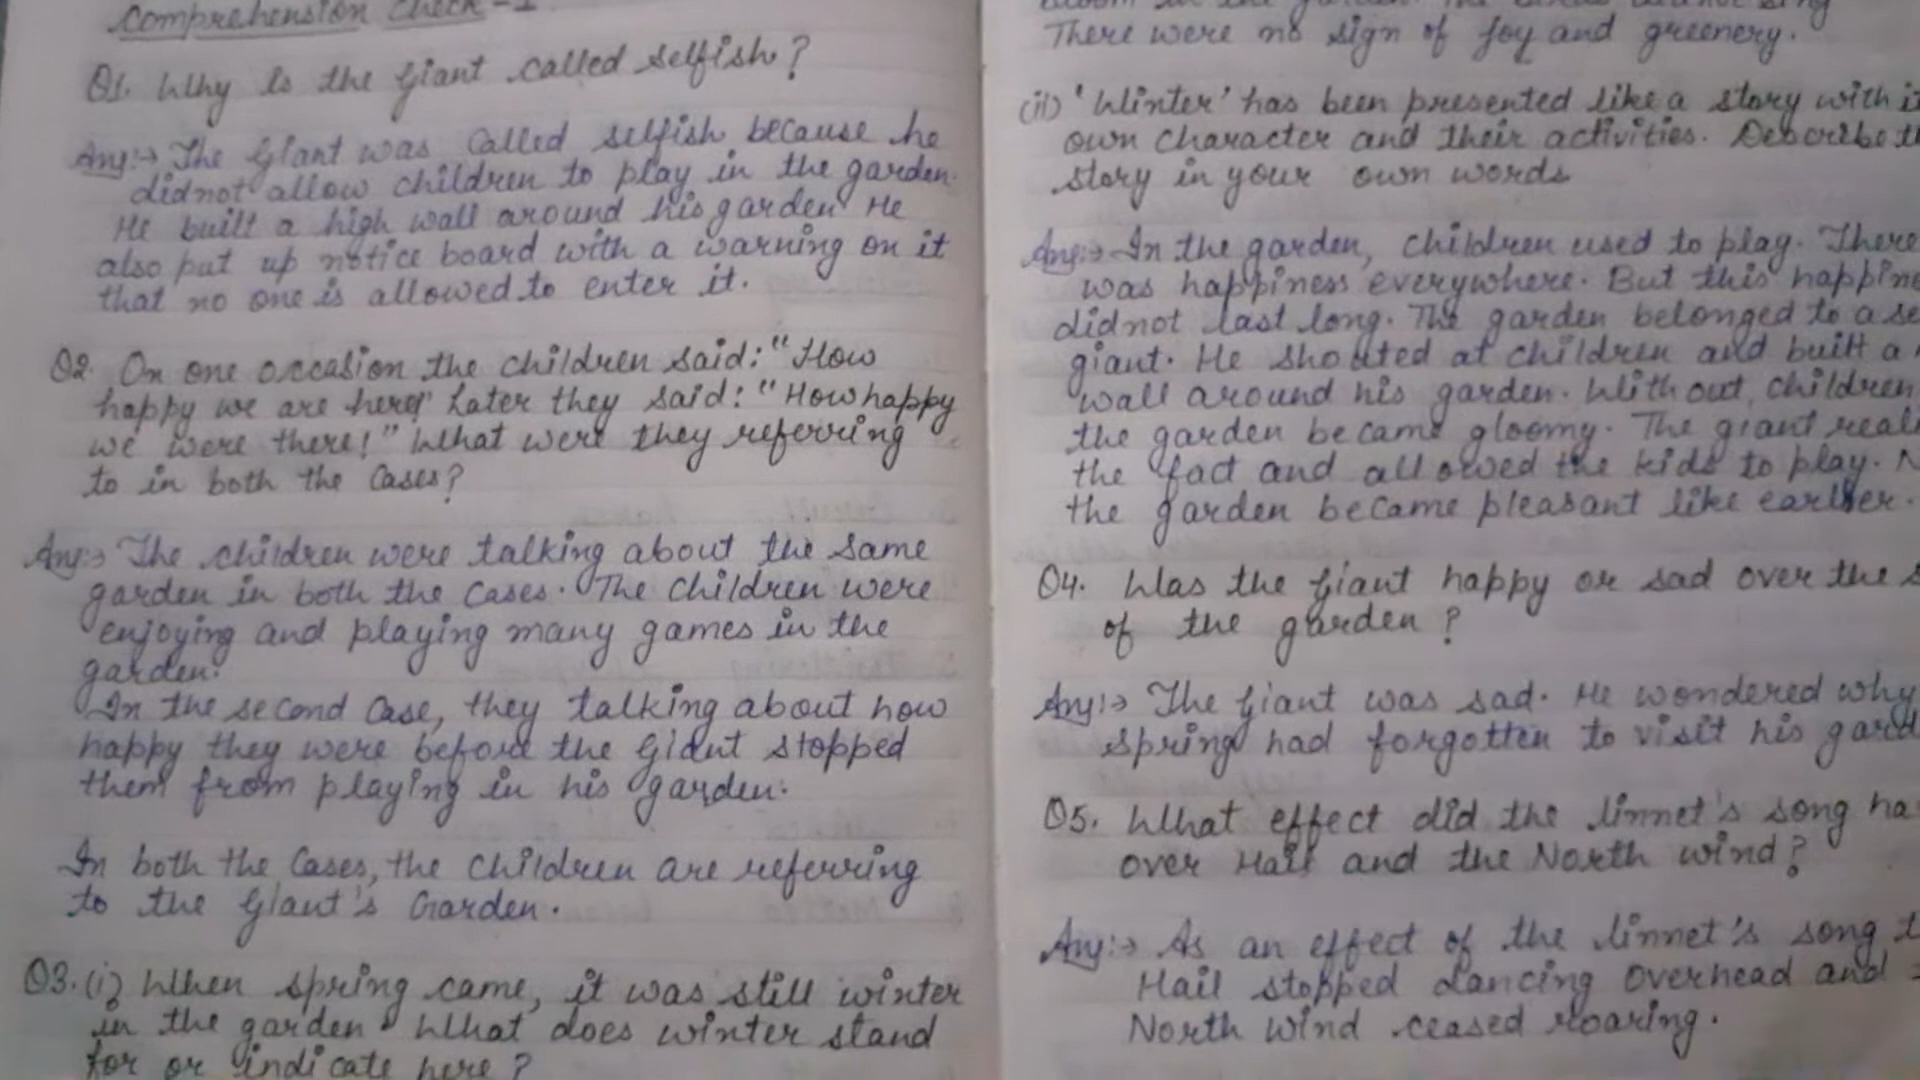 Comprehension Check - 1
Q1. Why is the Giant called selfish?
Ans:→ The Giant was called selfish because he
didnot allow children to play in the garden.
He built a high wall around his garden He
also put up notice board with a warning on it
that no one is allowed to enter it.
Q2. On one occasion the children said: "How
happy we are here" Later they said: "How happy
we were there!" What were they referring
to in both the cases?
Ans:→ The children were talking about the same
garden in both the cases. The children were
enjoying and playing many games in the
garden.
In the second case, they talking about how
happy they were before the Giant stopped
them from playing in his garden.
In both the cases, the children are referring
to the Giant's Garden.
Q3. (i) When spring came, it was still winter
in the garden. What does winter stand
for or indicate here?
There were no sign of joy and greenery.
(ii) 'Winter' has been presented like a story with
own character and their activities. Describe
story in your own words
Ans:→ In the garden, children used to play. There
was happiness everywhere. But this
didnot last long. The garden belonged to a
giant. He shouted at children and built a
wall around his garden. Without children
the garden became gloomy. The giant
the fact and allowed the kids to play.
the garden became pleasant like earlier.
Q4. Was the Giant happy or sad over the
of the garden?
Ans:→ The Giant was sad. He wondered why
spring had forgotten to visit his
Q5. What effect did the linnet's song
over Hail and the North wind?
Ans:→ As an effect of the linnet's song
Hail stopped dancing overhead and
North wind ceased roaring.